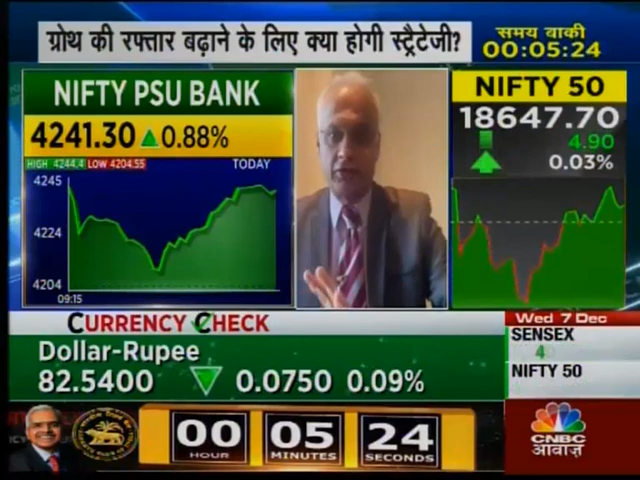 ग्रोथ की रफ्तार बढ़ाने के लिए क्या होगी स्ट्रैटेजी?
समय बाकी
00:05:24
NIFTY PSU BANK
4241.30 0.88%
HIGH 4244.4 LOW 4204.55 TODAY
4245
4224
4204
09:15
NIFTY 50
18647.70
4.90
0.03%
CURRENCY CHECK
Dollar-Rupee
82.5400 0.0750 0.09%
Wed 7 Dec
SENSEX
NIFTY 50
00 05 24
HOUR MINUTES SECONDS
CNBC
आवाज़